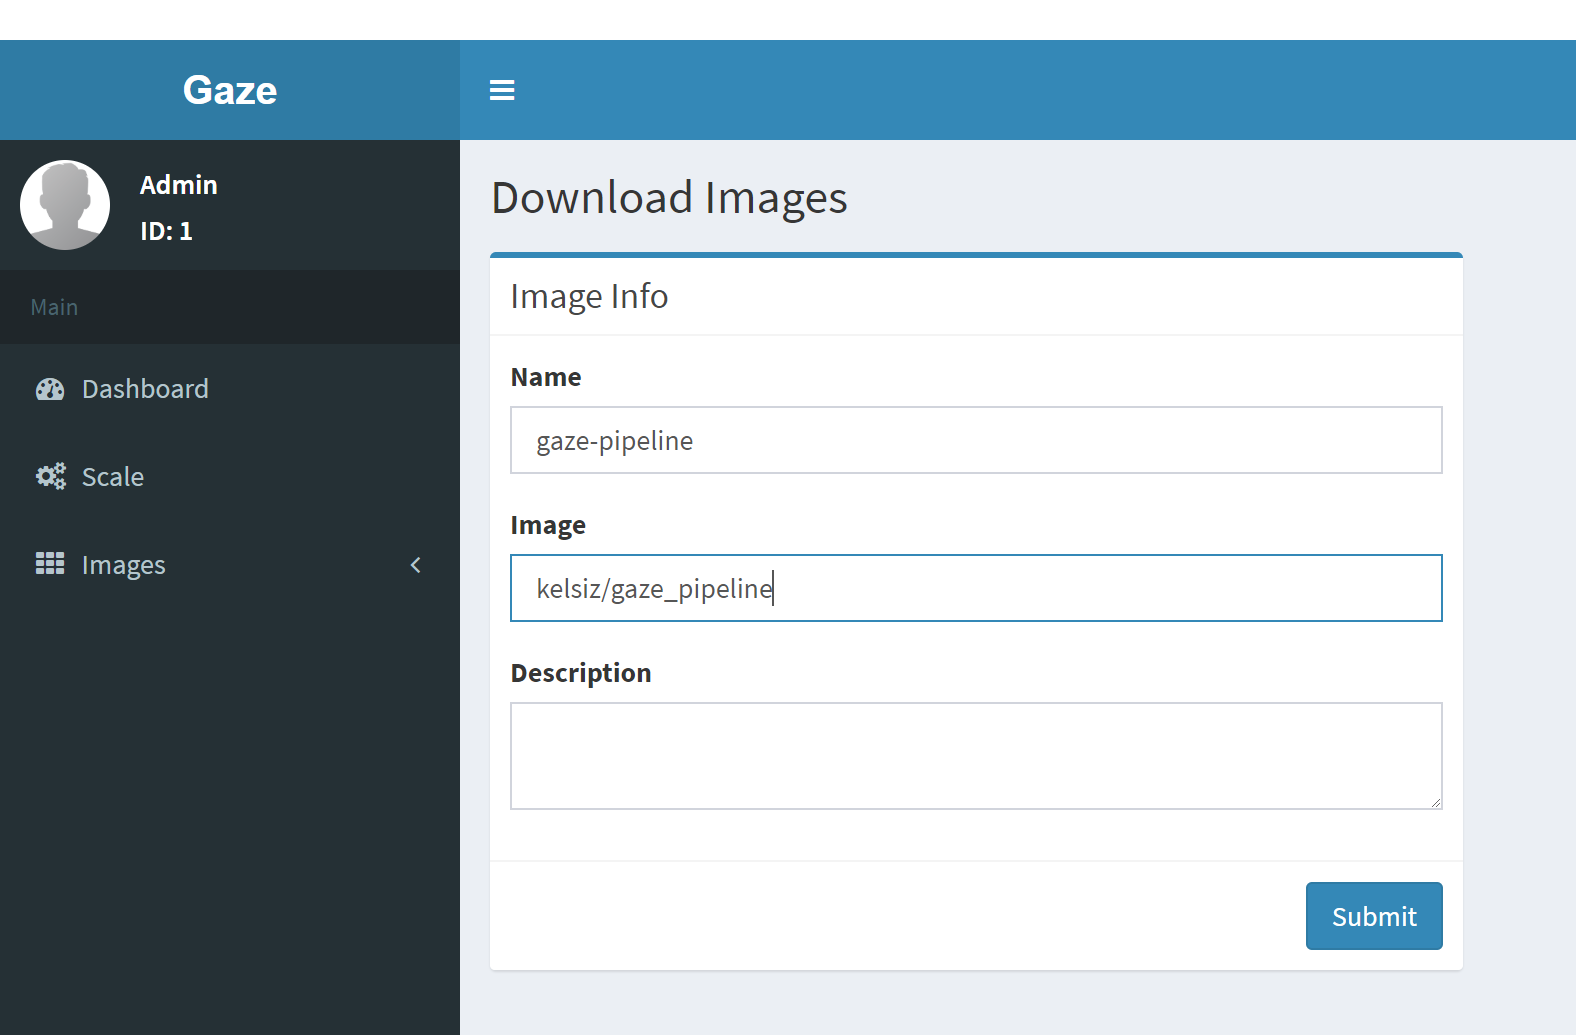 Gaze
Admin
ID: 1
Main
Dashboard
Scale
Images
Download Images
Image Info
Name
gaze-pipeline
Image
kelsiz/gaze_pipeline
Description
Submit